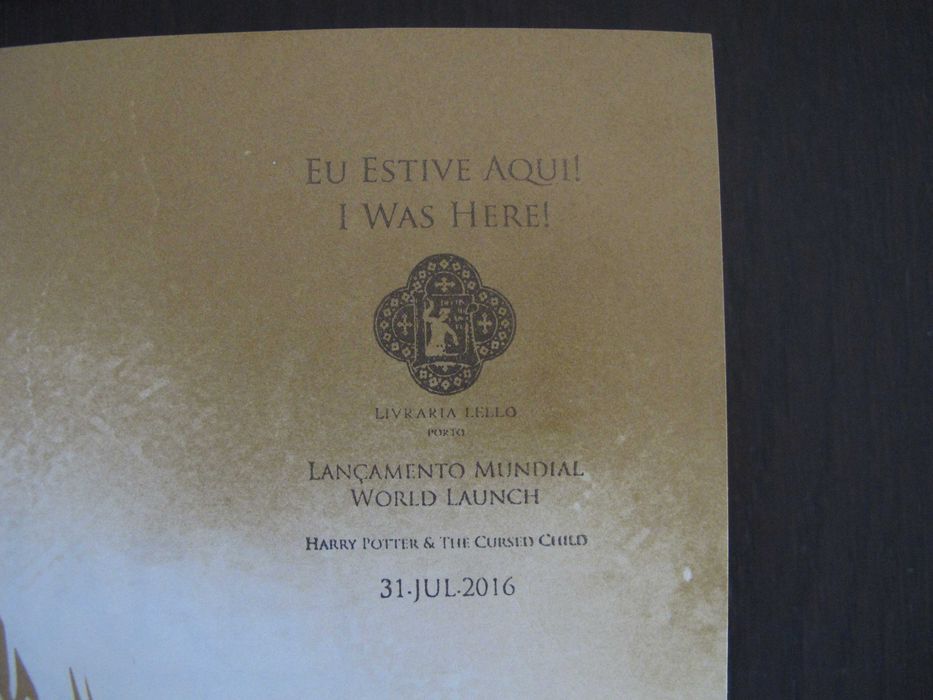 Eu Estive Aqui!
I Was Here!
LIVRARIA LELLO
PORTO
Lançamento Mundial
World Launch
Harry Potter & The Cursed Child
31·JUL·2016